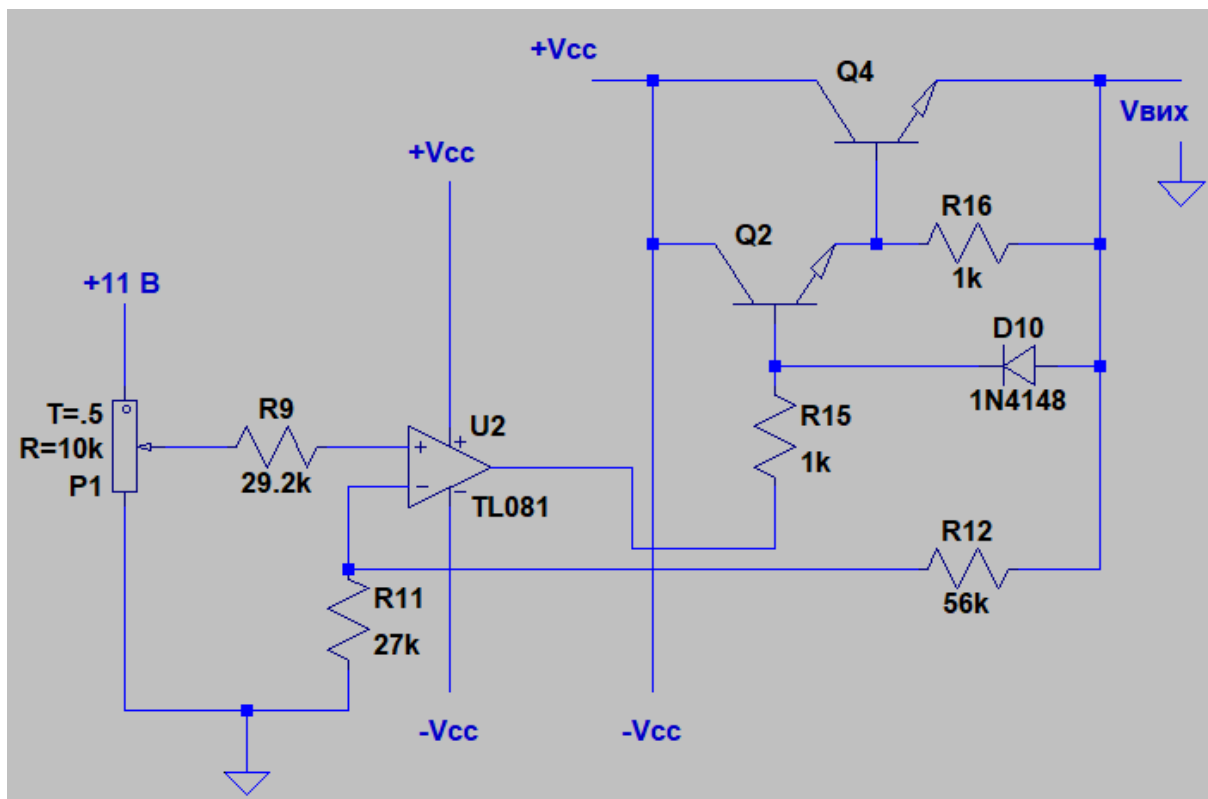 +Vcc
Q4
Vвих
+Vcc
R16
1k
Q2
+11 В
D10
1N4148
T=.5
R=10k
P1
R9
29.2k
+
+
U2
−
−
TL081
R15
1k
R12
56k
R11
27k
-Vcc
-Vcc